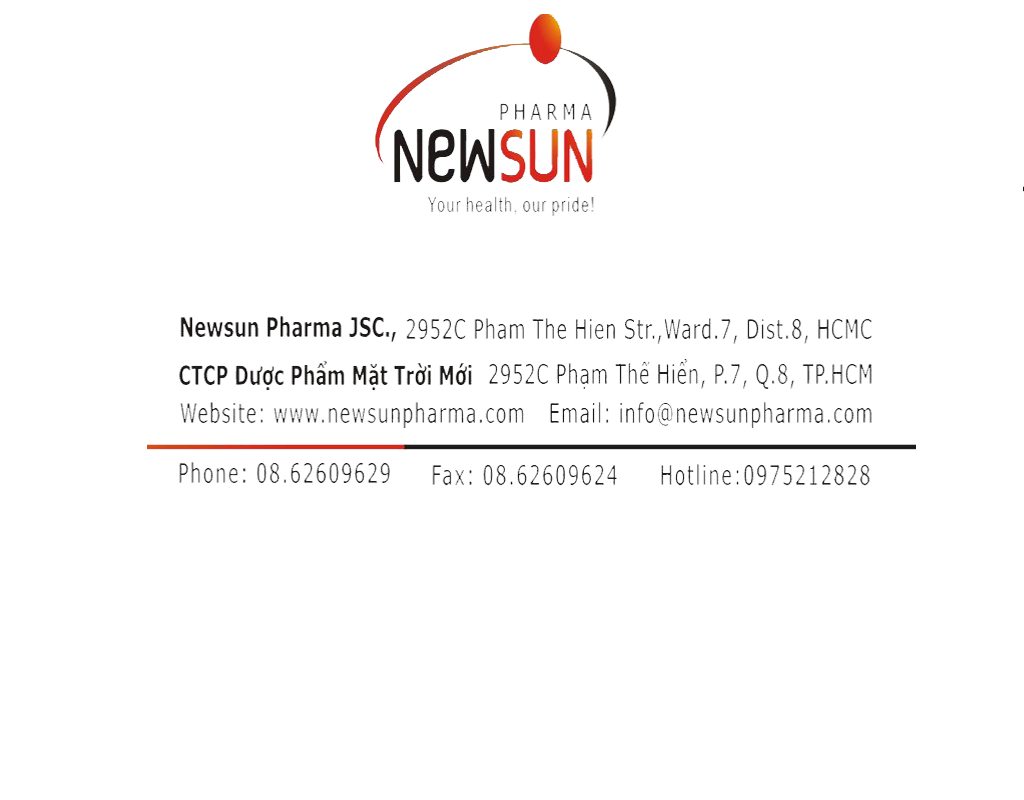 PHARMA
NEWSUN
Your health, our pride!
Newsun Pharma JSC., 2952C Pham The Hien Str.,Ward.7, Dist.8, HCMC
CTCP Dược Phẩm Mặt Trời Mới 2952C Phạm Thế Hiển, P.7, Q.8, TP.HCM
Website: www.newsunpharma.com Email: info@newsunpharma.com
Phone: 08.62609629 Fax: 08.62609624 Hotline:0975212828